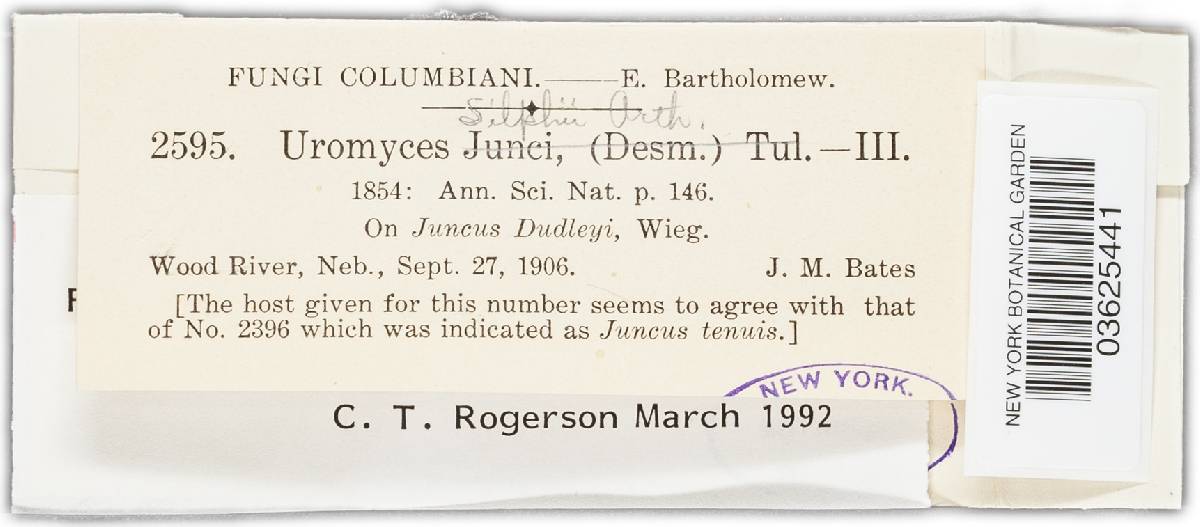 FUNGI COLUMBIANI.——E. Bartholomew.
Silphii Arth.
2595. Uromyces Junci, (Desm.) Tul.—III.
1854: Ann. Sci. Nat. p. 146.
On Juncus Dudleyi, Wieg.
Wood River, Neb., Sept. 27, 1906. J. M. Bates
[The host given for this number seems to agree with that
of No. 2396 which was indicated as Juncus tenuis.]
NEW YORK.
C. T. Rogerson March 1992
NEW YORK BOTANICAL GARDEN
03625441